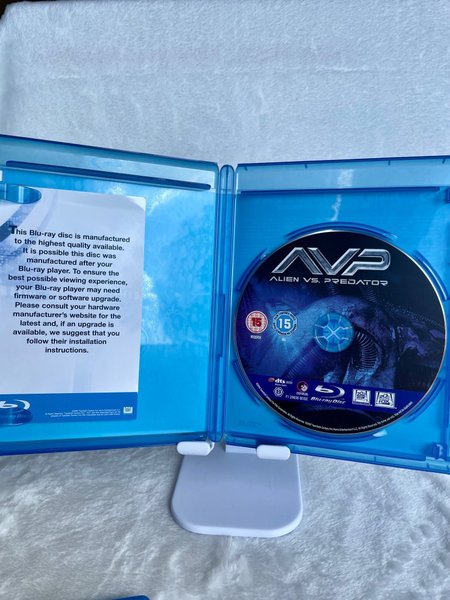 This Blu-ray disc is manufactured
to the highest quality available.
It is possible this disc was
manufactured after your
Blu-ray player. To ensure the
best possible viewing experience,
your Blu-ray player may need
firmware or software upgrade.
Please consult your hardware
manufacturer's website for the
latest and, if an upgrade is
available, we suggest that you
follow their installation
instructions.
AVP
ALIEN VS. PREDATOR
15
15
dts
Blu-ray Disc